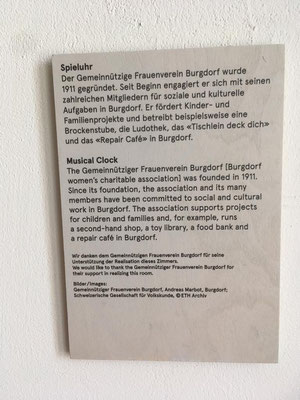 Spieluhr
Der Gemeinnützige Frauenverein Burgdorf wurde
1911 gegründet. Seit Beginn engagiert er sich mit seinen
zahlreichen Mitgliedern für soziale und kulturelle
Aufgaben in Burgdorf. Er fördert Kinder- und
Familienprojekte und betreibt beispielsweise eine
Brockenstube, die Ludothek, das «Tischlein deck dich»
und das «Repair Café» in Burgdorf.
Musical Clock
The Gemeinnütziger Frauenverein Burgdorf (Burgdorf
women's charitable association) was founded in 1911.
Since its foundation, the association and its many
members have been committed to social and cultural
work in Burgdorf. The association supports projects
for children and families and, for example, runs
a second-hand shop, a toy library, a food bank and
a repair café in Burgdorf.
Wir danken dem Gemeinnützigen Frauenverein Burgdorf für seine
Unterstützung der Realisation dieses Zimmers.
We would like to thank the Gemeinnütziger Frauenverein Burgdorf for
their support in realising this room.
Bilder/Images:
Gemeinnütziger Frauenverein Burgdorf, Andreas Marbot, Burgdorf;
Schweizerische Gesellschaft für Volkskunde, © ETH Archiv